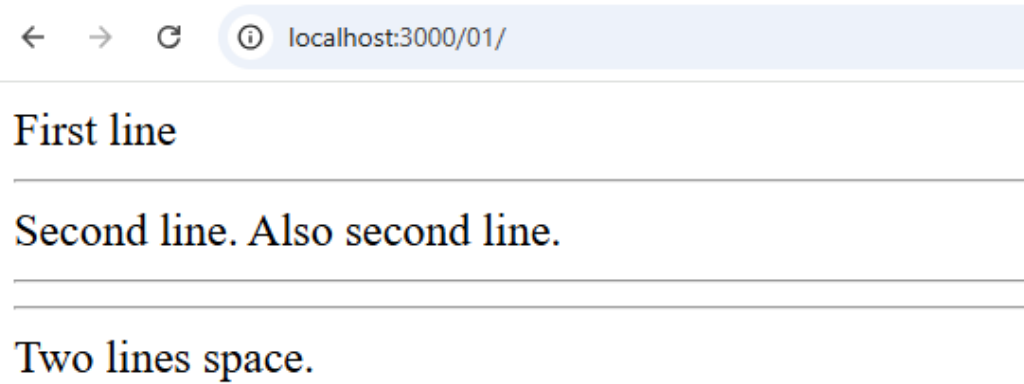 localhost:3000/01/
First line
Second line. Also second line.
Two lines space.